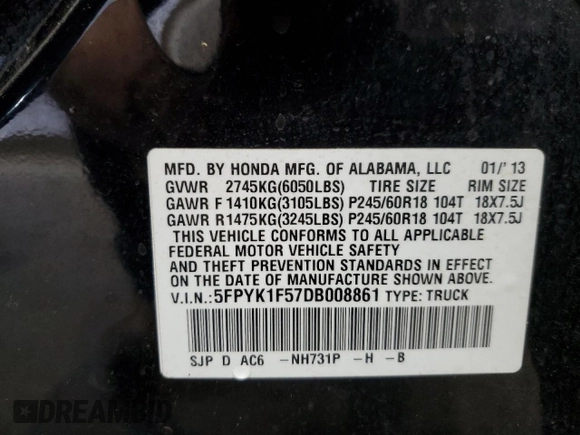 MFD. BY HONDA MFG. OF ALABAMA, LLC 01/'13
GVWR 2745KG(6050LBS) TIRE SIZE RIM SIZE
GAWR F 1410KG(3105LBS) P245/60R18 104T 18X7.5J
GAWR R 1475KG(3245LBS) P245/60R18 104T 18X7.5J
THIS VEHICLE CONFORMS TO ALL APPLICABLE
FEDERAL MOTOR VEHICLE SAFETY
AND THEFT PREVENTION STANDARDS IN EFFECT
ON THE DATE OF MANUFACTURE SHOWN ABOVE.
V.I.N.:5FPYK1F57DB008861 TYPE: TRUCK
SJP D AC6 -NH731P -H -B
DREAMBID